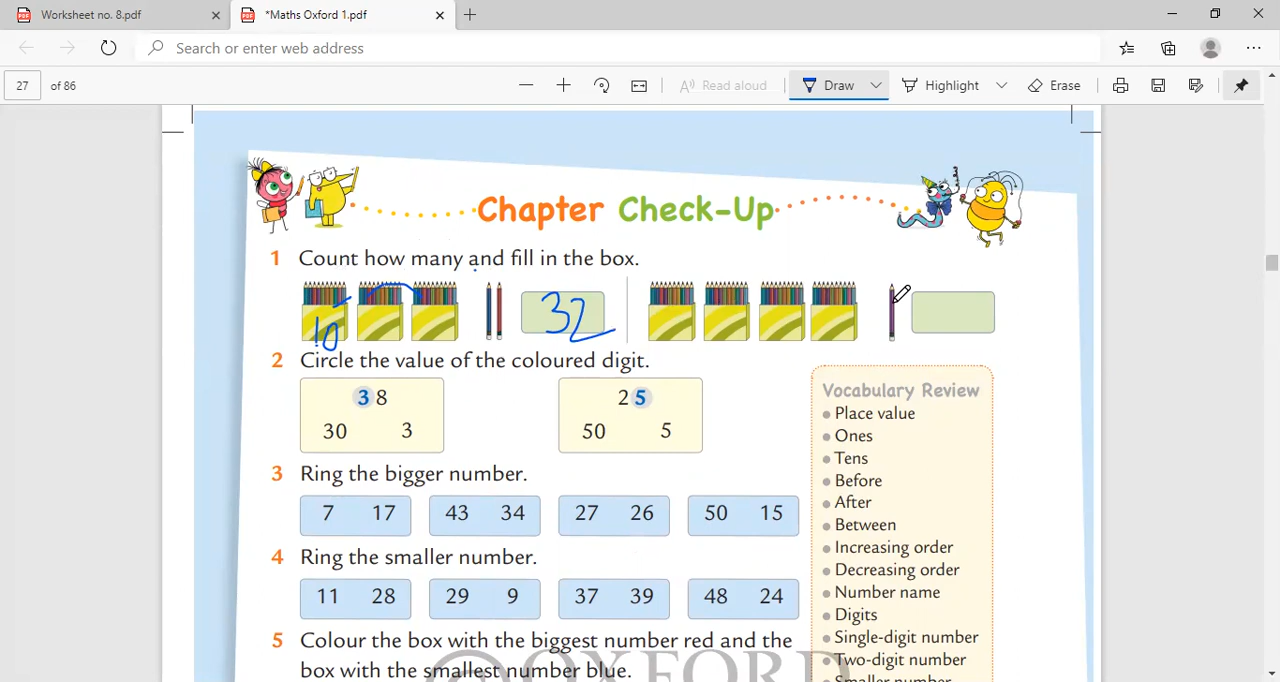 Worksheet no. 8.pdf
*Maths Oxford 1.pdf
Search or enter web address
27 of 86
Read aloud
Draw
Highlight
Erase
Chapter Check-Up
1 Count how many and fill in the box.
10
32
2 Circle the value of the coloured digit.
38
30 3
25
50 5
3 Ring the bigger number.
7 17
43 34
27 26
50 15
4 Ring the smaller number.
11 28
29 9
37 39
48 24
5 Colour the box with the biggest number red and the
box with the smallest number blue.
Vocabulary Review
• Place value
• Ones
• Tens
• Before
• After
• Between
• Increasing order
• Decreasing order
• Number name
• Digits
• Single-digit number
• Two-digit number
• Smaller number
OXFORD